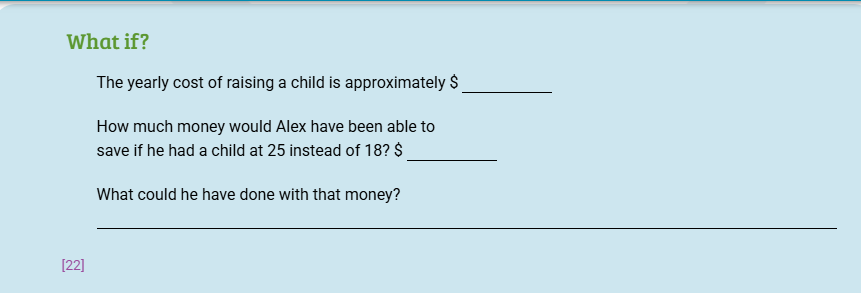 What if?
The yearly cost of raising a child is approximately $
How much money would Alex have been able to
save if he had a child at 25 instead of 18? $
What could he have done with that money?
[22]